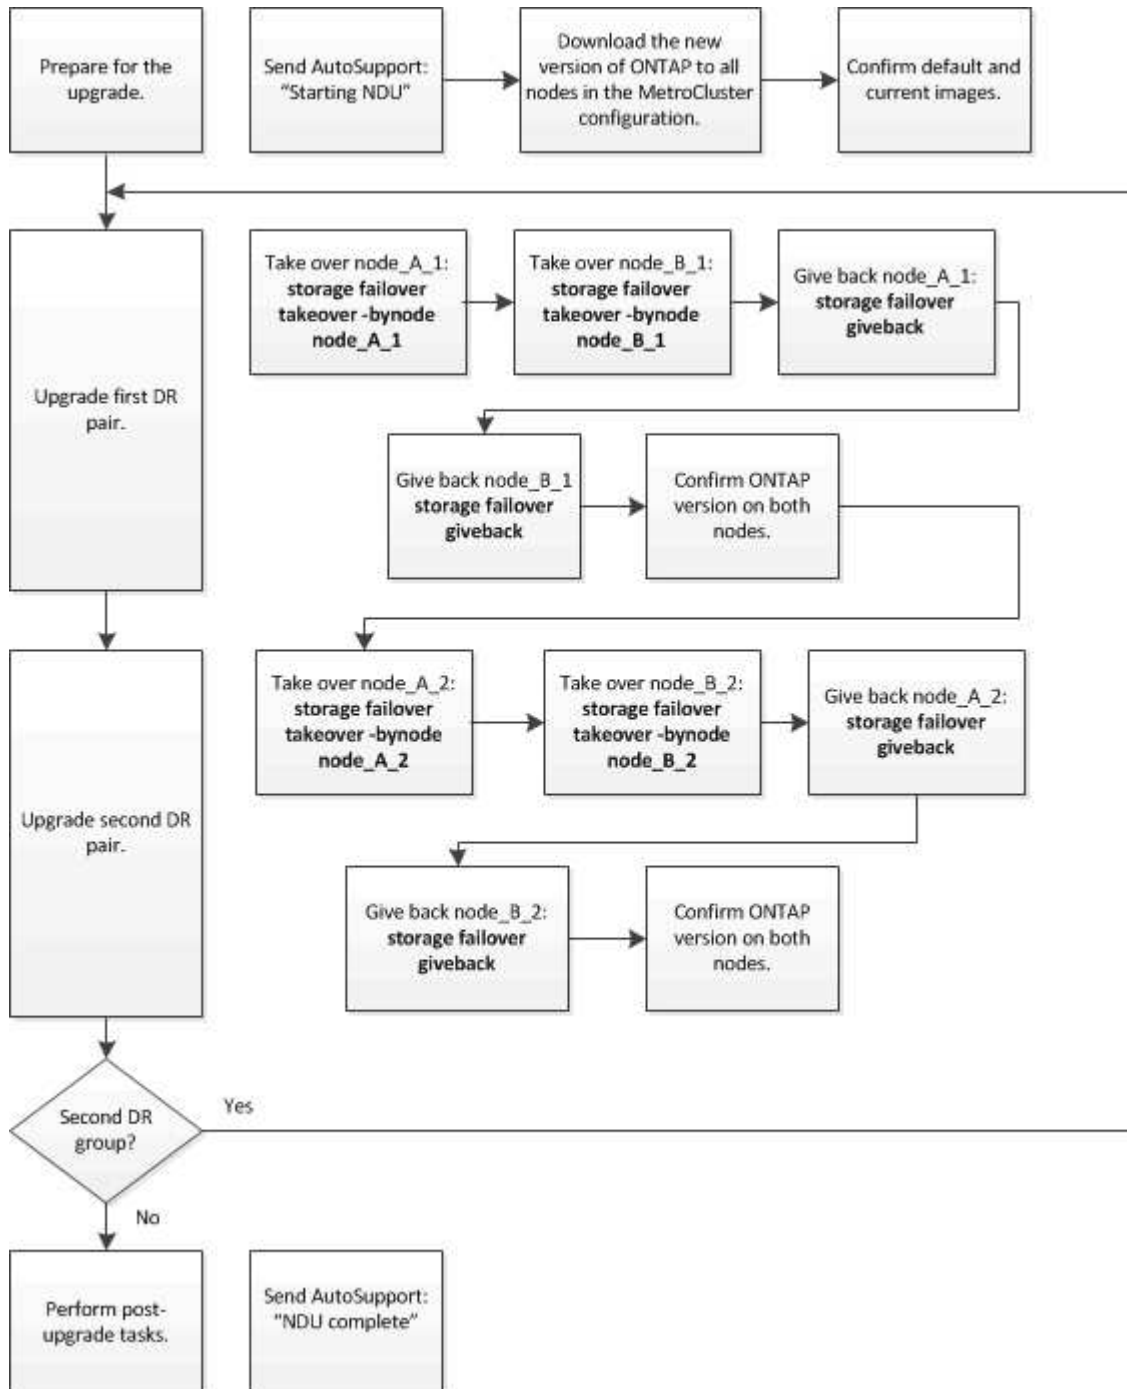 Prepare for the
upgrade.
Send AutoSupport:
“Starting NDU”
Download the new
version of ONTAP to all
nodes in the MetroCluster
configuration.
Confirm default and
current images.
Upgrade first DR
pair.
Take over node_A_1:
storage failover
takeover -bynode
node_A_1
Take over node_B_1:
storage failover
takeover -bynode
node_B_1
Give back node_A_1:
storage failover
giveback
Give back node_B_1
storage failover
giveback
Confirm ONTAP
version on both
nodes.
Upgrade second DR
pair.
Take over node_A_2:
storage failover
takeover -bynode
node_A_2
Take over node_B_2:
storage failover
takeover -bynode
node_B_2
Give back node_A_2:
storage failover
giveback
Give back node_B_2:
storage failover
giveback
Confirm ONTAP
version on both
nodes.
Second DR
group?
Yes
No
Perform post-
upgrade tasks.
Send AutoSupport:
“NDU complete”